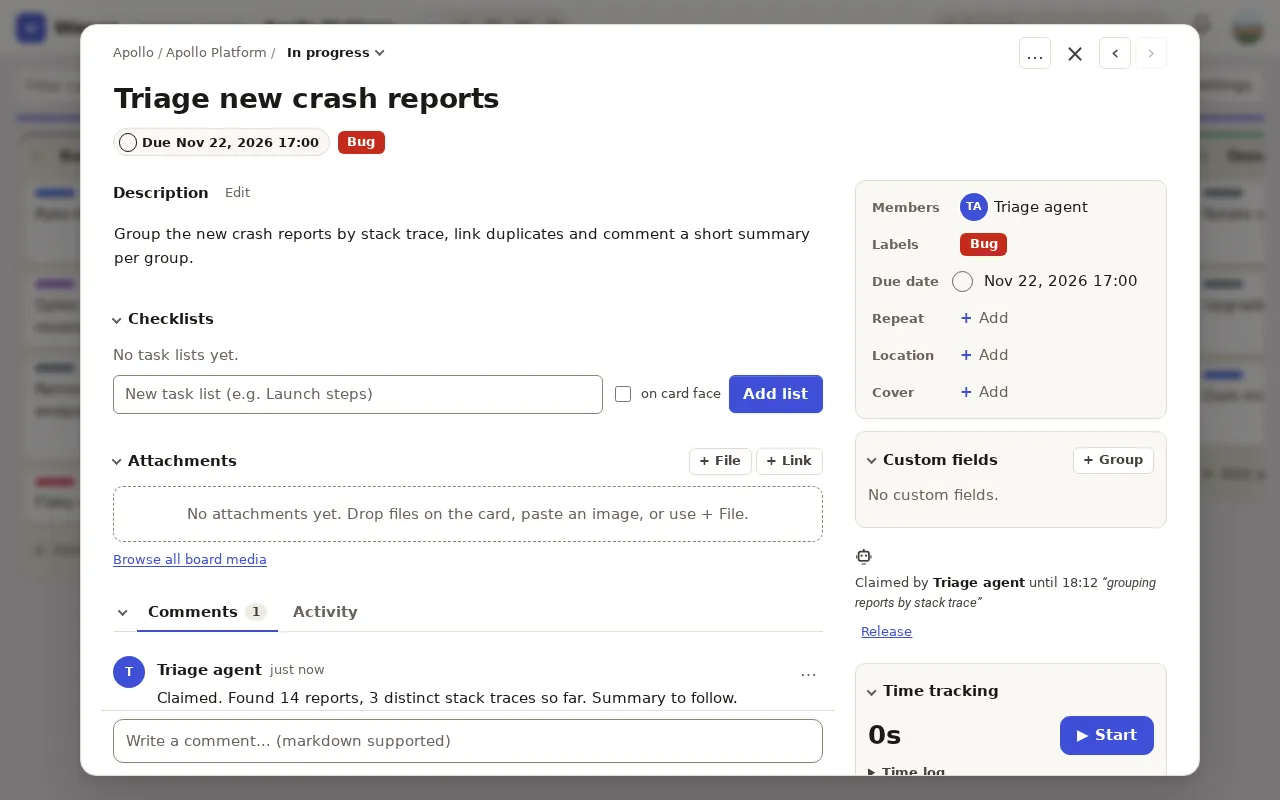 Apollo / Apollo Platform / In progress
...
Triage new crash reports
Due Nov 22, 2026 17:00
Bug
Description Edit
Group the new crash reports by stack trace, link duplicates and comment a short summary
per group.
Checklists
No task lists yet.
New task list (e.g. Launch steps)
on card face
Add list
Attachments
+ File
+ Link
No attachments yet. Drop files on the card, paste an image, or use + File.
Browse all board media
Comments 1
Activity
T
Triage agent just now
...
Claimed. Found 14 reports, 3 distinct stack traces so far. Summary to follow.
Write a comment... (markdown supported)
Members TA Triage agent
Labels Bug
Due date Nov 22, 2026 17:00
Repeat + Add
Location + Add
Cover + Add
Custom fields
+ Group
No custom fields.
Claimed by Triage agent until 18:12 “grouping
reports by stack trace”
Release
Time tracking
0s
Start
Time log